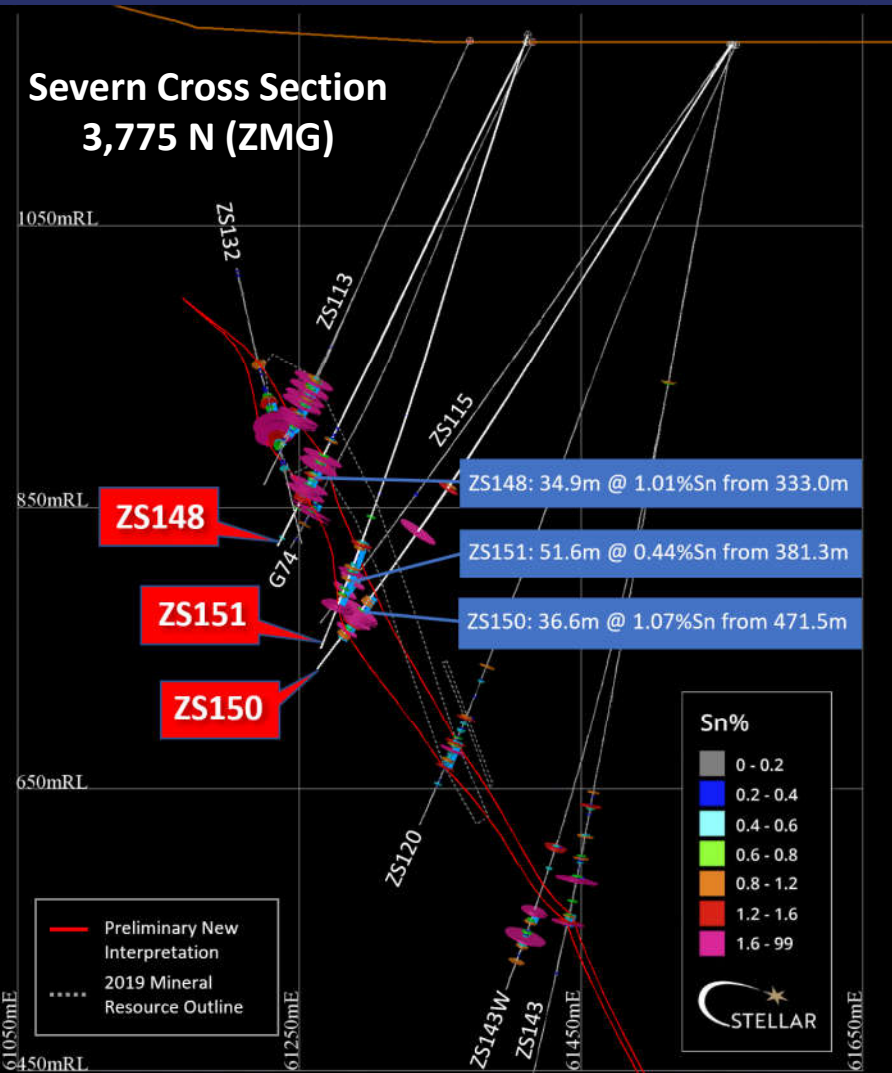 Severn Cross Section
3,775 N (ZMG)
1050mRL
ZS132
ZS113
ZS115
850mRL
ZS148: 34.9m @ 1.01%Sn from 333.0m
ZS148
G74
ZS151: 51.6m @ 0.44%Sn from 381.3m
ZS151
ZS150: 36.6m @ 1.07%Sn from 471.5m
ZS150
650mRL
ZS120
Sn%
0 - 0.2
0.2 - 0.4
0.4 - 0.6
0.6 - 0.8
0.8 - 1.2
1.2 - 1.6
1.6 - 99
STELLAR
Preliminary New
Interpretation
2019 Mineral
Resource Outline
ZS143W
ZS143
61050mE
61250mE
61450mE
61650mE
450mRL